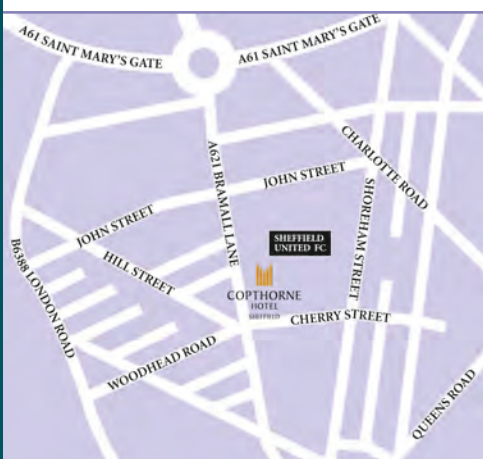 A61 SAINT MARY'S GATE
A61 SAINT MARY'S GATE
CHARLOTTE ROAD
A621 BRAMALL LANE
JOHN STREET
SHOREHAM STREET
JOHN STREET
SHEFFIELD
UNITED FC
HILL STREET
B6388 LONDON ROAD
COPTHORNE
HOTEL
SHEFFIELD
CHERRY STREET
WOODHEAD ROAD
QUEENS ROAD